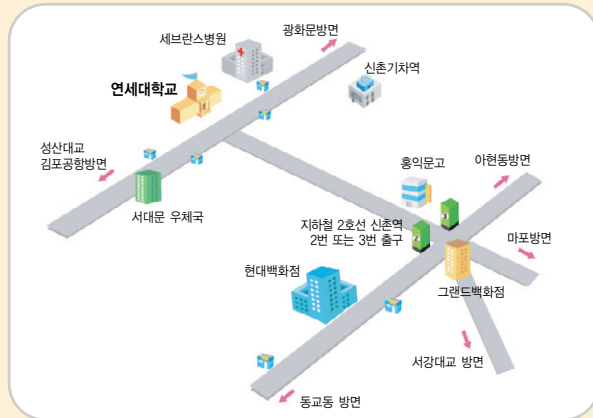 광화문방면
세브란스병원
신촌기차역
연세대학교
성산대교
김포공항방면
홍익문고
아현동방면
서대문 우체국
지하철 2호선 신촌역
2번 또는 3번 출구
마포방면
현대백화점
그랜드백화점
서강대교 방면
동교동 방면